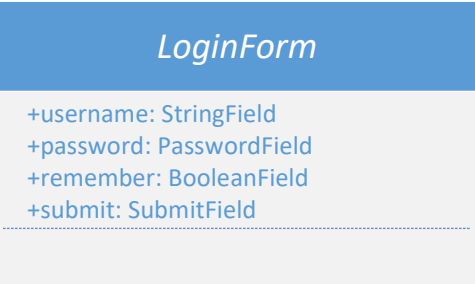 LoginForm
+username: StringField
+password: PasswordField
+remember: BooleanField
+submit: SubmitField